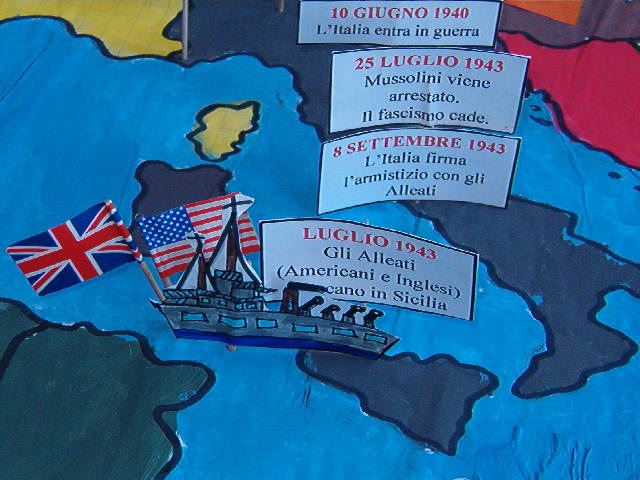 10 GIUGNO 1940
L'Italia entra in guerra
25 LUGLIO 1943
Mussolini viene
arrestato.
Il fascismo cade.
8 SETTEMBRE 1943
L'Italia firma
l'armistizio con gli
Alleati
LUGLIO 1943
Gli Alleati
(Americani e Inglesi)
cano in Sicilia